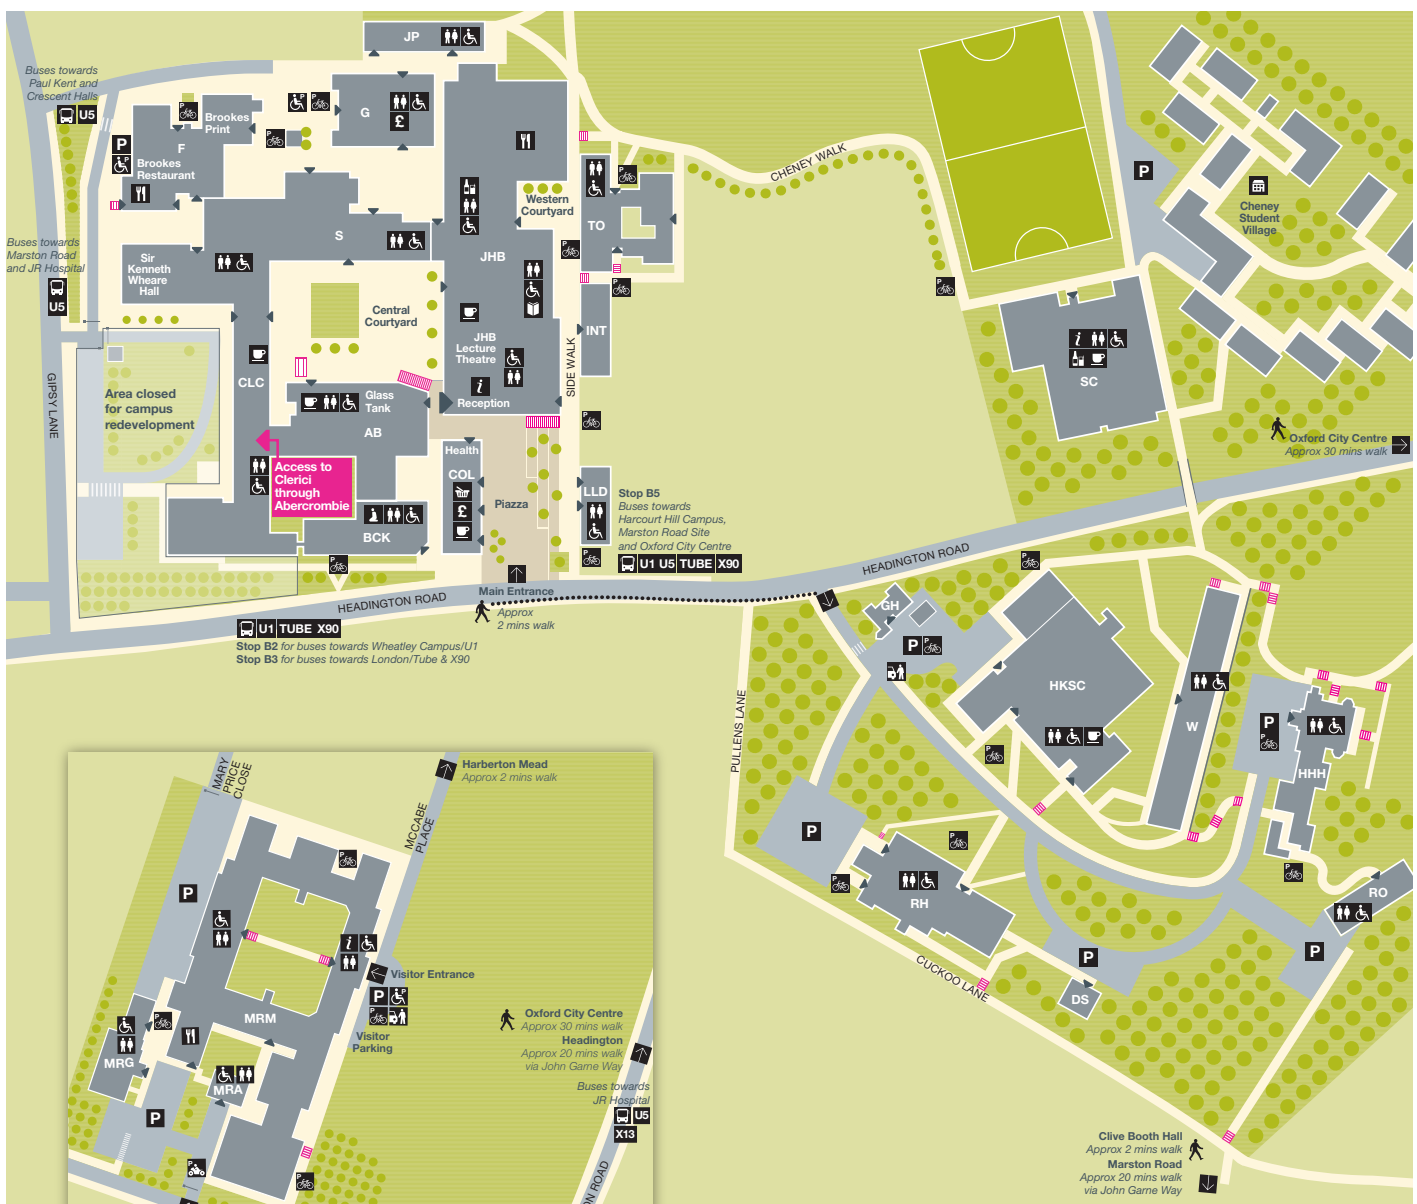 Buses towards
Paul Kent and
Crescent Halls
U5
Buses towards
Marston Road
and JR Hospital
U5
GIPSY LANE
JP
P
G
£
Brookes
Print
F
Brookes
Restaurant
P
P
P
P
P
P
S
Sir
Kenneth
Wheare
Hall
Central
Courtyard
Western
Courtyard
JHB
JHB
Lecture
Theatre
i
Reception
TO
P
P
P
INT
SIDE WALK
CHENEY WALK
P
P
Cheney
Student
Village
i
SC
Oxford City Centre
Approx 30 mins walk
Area closed
for campus
redevelopment
CLC
Glass
Tank
AB
Access to
Clerici
through
Abercrombie
BCK
P
Health
COL
£
Piazza
P
LLD
P
Stop B5
Buses towards
Harcourt Hill Campus,
Marston Road Site
and Oxford City Centre
U1 U5 TUBE X90
Main Entrance
Approx
2 mins walk
HEADINGTON ROAD
HEADINGTON ROAD
U1 TUBE X90
Stop B2 for buses towards Wheatley Campus/U1
Stop B3 for buses towards London/Tube & X90
PULLENS LANE
GH
P
P
P
HKSC
P
W
P
P
HHH
P
P
P
RH
P
RO
P
P
DS
CUCKOO LANE
Clive Booth Hall
Approx 2 mins walk
Marston Road
Approx 20 mins walk
via John Garne Way
MARY
PRICE
CLOSE
Harberton Mead
Approx 2 mins walk
MCCABE
PLACE
P
P
i
Visitor Entrance
P
P
P
Visitor
Parking
MRM
P
MRG
MRA
P
P
P
Oxford City Centre
Approx 30 mins walk
Headington
Approx 20 mins walk
via John Garne Way
Buses towards
JR Hospital
U5
X13
ON ROAD